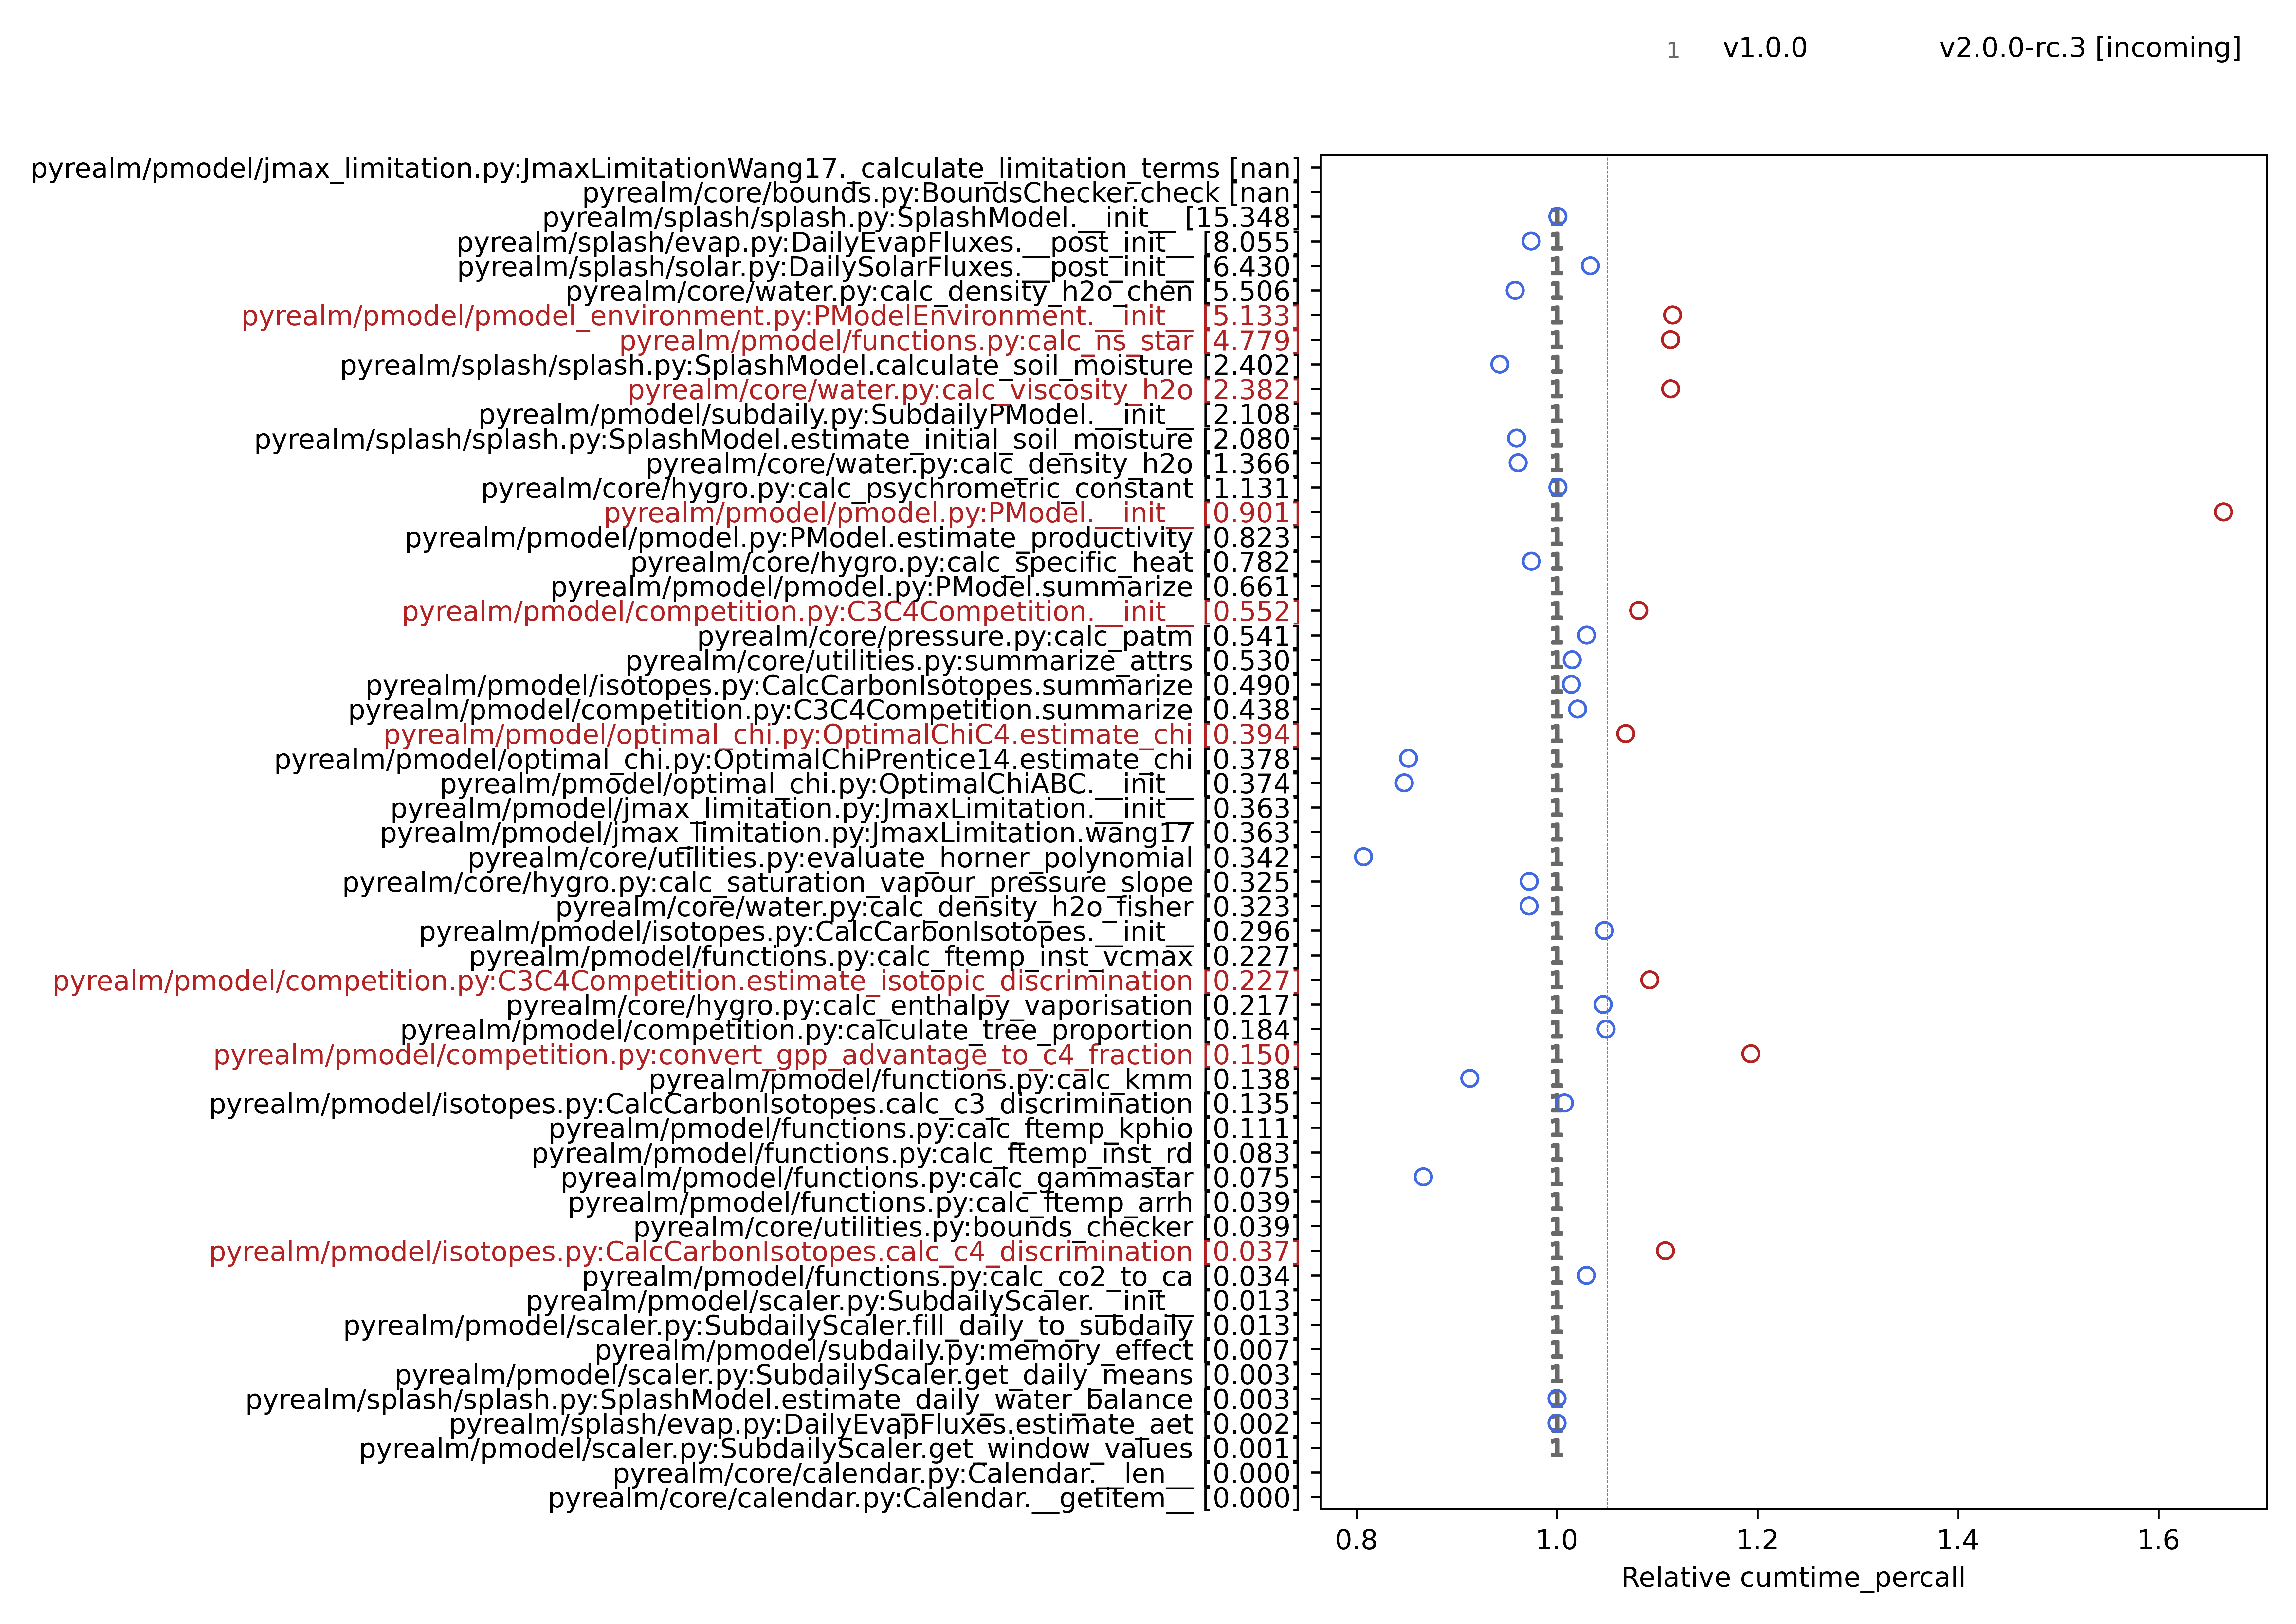 1 v1.0.0 v2.0.0-rc.3 [incoming]
pyrealm/pmodel/jmax_limitation.py:JmaxLimitationWang17._calculate_limitation_terms [nan]
pyrealm/core/bounds.py:BoundsChecker.check [nan]
pyrealm/splash/splash.py:SplashModel.__init__ [15.348]
pyrealm/splash/evap.py:DailyEvapFluxes.__post_init__ [8.055]
pyrealm/splash/solar.py:DailySolarFluxes.__post_init__ [6.430]
pyrealm/core/water.py:calc_density_h2o_chen [5.506]
pyrealm/pmodel/pmodel_environment.py:PModelEnvironment.__init__ [5.133]
pyrealm/pmodel/functions.py:calc_ns_star [4.779]
pyrealm/splash/splash.py:SplashModel.calculate_soil_moisture [2.402]
pyrealm/core/water.py:calc_viscosity_h2o [2.382]
pyrealm/pmodel/subdaily.py:SubdailyPModel.__init__ [2.108]
pyrealm/splash/splash.py:SplashModel.estimate_initial_soil_moisture [2.080]
pyrealm/core/water.py:calc_density_h2o [1.366]
pyrealm/core/hygro.py:calc_psychrometric_constant [1.131]
pyrealm/pmodel/pmodel.py:PModel.__init__ [0.901]
pyrealm/pmodel/pmodel.py:PModel.estimate_productivity [0.823]
pyrealm/core/hygro.py:calc_specific_heat [0.782]
pyrealm/pmodel/pmodel.py:PModel.summarize [0.661]
pyrealm/pmodel/competition.py:C3C4Competition.__init__ [0.552]
pyrealm/core/pressure.py:calc_patm [0.541]
pyrealm/core/utilities.py:summarize_attrs [0.530]
pyrealm/pmodel/isotopes.py:CalcCarbonIsotopes.summarize [0.490]
pyrealm/pmodel/competition.py:C3C4Competition.summarize [0.438]
pyrealm/pmodel/optimal_chi.py:OptimalChiC4.estimate_chi [0.394]
pyrealm/pmodel/optimal_chi.py:OptimalChiPrentice14.estimate_chi [0.378]
pyrealm/pmodel/optimal_chi.py:OptimalChiABC.__init__ [0.374]
pyrealm/pmodel/jmax_limitation.py:JmaxLimitation.__init__ [0.363]
pyrealm/pmodel/jmax_limitation.py:JmaxLimitation.wang17 [0.363]
pyrealm/core/utilities.py:evaluate_horner_polynomial [0.342]
pyrealm/core/hygro.py:calc_saturation_vapour_pressure_slope [0.325]
pyrealm/core/water.py:calc_density_h2o_fisher [0.323]
pyrealm/pmodel/isotopes.py:CalcCarbonIsotopes.__init__ [0.296]
pyrealm/pmodel/functions.py:calc_ftemp_inst_vcmax [0.227]
pyrealm/pmodel/competition.py:C3C4Competition.estimate_isotopic_discrimination [0.227]
pyrealm/core/hygro.py:calc_enthalpy_vaporisation [0.217]
pyrealm/pmodel/competition.py:calculate_tree_proportion [0.184]
pyrealm/pmodel/competition.py:convert_gpp_advantage_to_c4_fraction [0.150]
pyrealm/pmodel/functions.py:calc_kmm [0.138]
pyrealm/pmodel/isotopes.py:CalcCarbonIsotopes.calc_c3_discrimination [0.135]
pyrealm/pmodel/functions.py:calc_ftemp_kphio [0.111]
pyrealm/pmodel/functions.py:calc_ftemp_inst_rd [0.083]
pyrealm/pmodel/functions.py:calc_gammastar [0.075]
pyrealm/pmodel/functions.py:calc_ftemp_arrh [0.039]
pyrealm/core/utilities.py:bounds_checker [0.039]
pyrealm/pmodel/isotopes.py:CalcCarbonIsotopes.calc_c4_discrimination [0.037]
pyrealm/pmodel/functions.py:calc_co2_to_ca [0.034]
pyrealm/pmodel/scaler.py:SubdailyScaler.__init__ [0.013]
pyrealm/pmodel/scaler.py:SubdailyScaler.fill_daily_to_subdaily [0.013]
pyrealm/pmodel/subdaily.py:memory_effect [0.007]
pyrealm/pmodel/scaler.py:SubdailyScaler.get_daily_means [0.003]
pyrealm/splash/splash.py:SplashModel.estimate_daily_water_balance [0.003]
pyrealm/splash/evap.py:DailyEvapFluxes.estimate_aet [0.002]
pyrealm/pmodel/scaler.py:SubdailyScaler.get_window_values [0.001]
pyrealm/core/calendar.py:Calendar.__len__ [0.000]
pyrealm/core/calendar.py:Calendar.__getitem__ [0.000]
0.8 1.0 1.2 1.4 1.6
Relative cumtime_percall